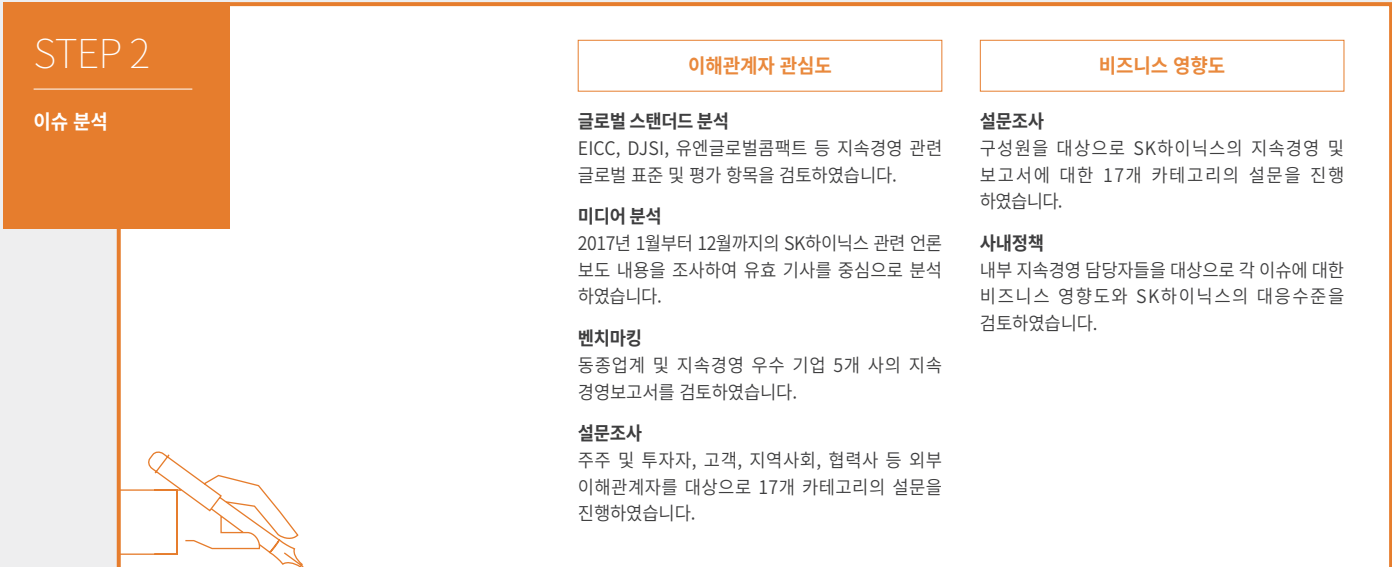 STEP 2
이슈 분석
이해관계자 관심도
글로벌 스탠더드 분석
EICC, DJSI, 유엔글로벌콤팩트 등 지속경영 관련
글로벌 표준 및 평가 항목을 검토하였습니다.
미디어 분석
2017년 1월부터 12월까지의 SK하이닉스 관련 언론
보도 내용을 조사하여 유효 기사를 중심으로 분석
하였습니다.
벤치마킹
동종업계 및 지속경영 우수 기업 5개 사의 지속
경영보고서를 검토하였습니다.
설문조사
주주 및 투자자, 고객, 지역사회, 협력사 등 외부
이해관계자를 대상으로 17개 카테고리의 설문을
진행하였습니다.
비즈니스 영향도
설문조사
구성원을 대상으로 SK하이닉스의 지속경영 및
보고서에 대한 17개 카테고리의 설문을 진행
하였습니다.
사내정책
내부 지속경영 담당자들을 대상으로 각 이슈에 대한
비즈니스 영향도와 SK하이닉스의 대응수준을
검토하였습니다.